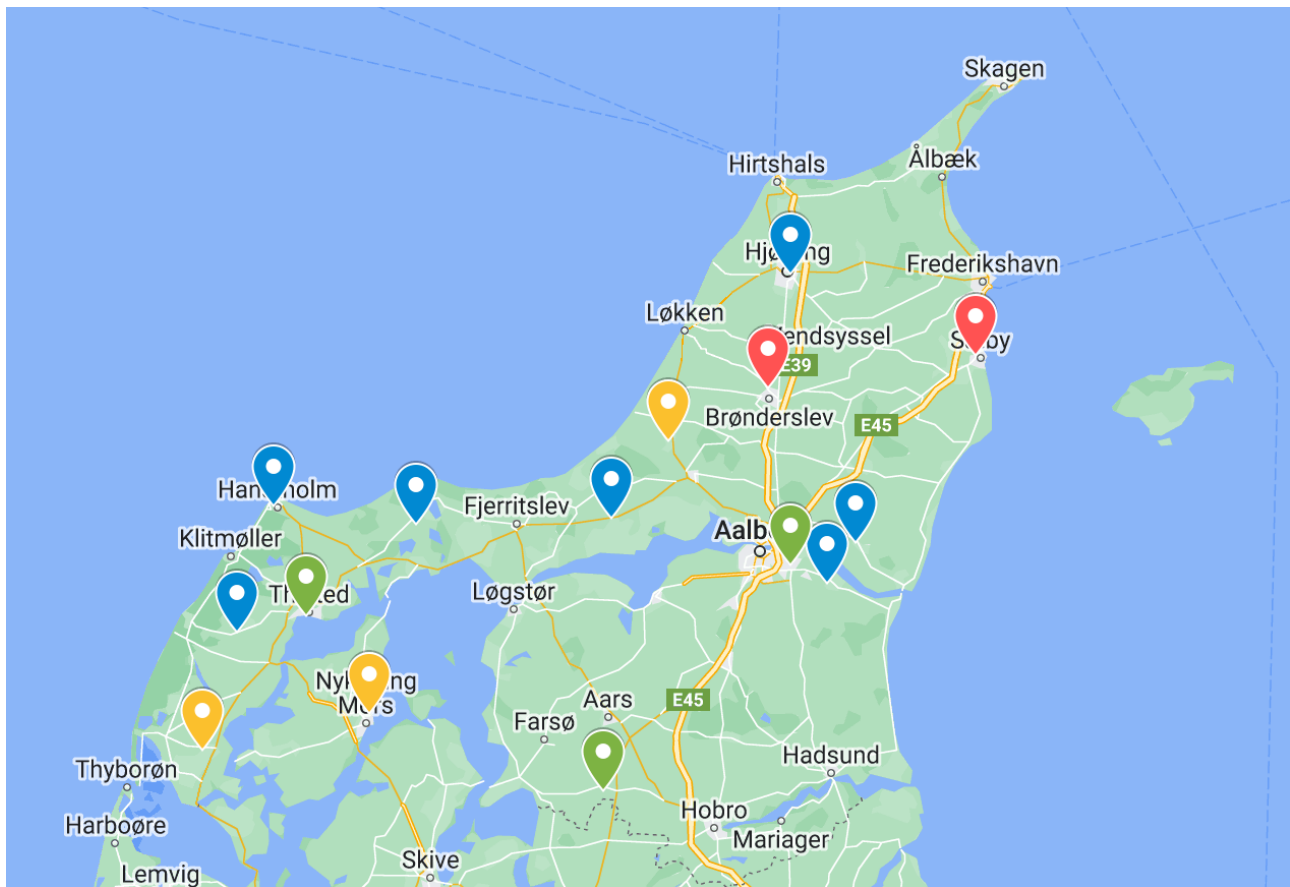 Skagen
Ålbæk
Hirtshals
Frederikshavn
Løkken
E39
Brønderslev
E45
Fjerritslev
Klitmøller
Løgstør
Mors
Aars
E45
Farsø
Hadsund
Thyborøn
Hobro
Harboøre
Mariager
Skive
Lemvig